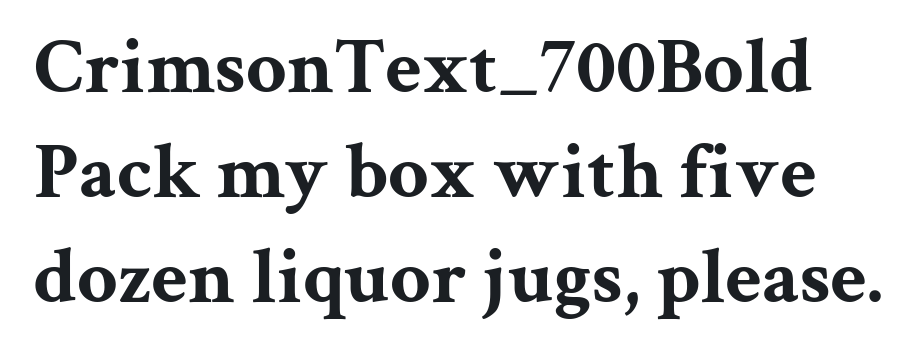 CrimsonText_700Bold
Pack my box with five
dozen liquor jugs, please.